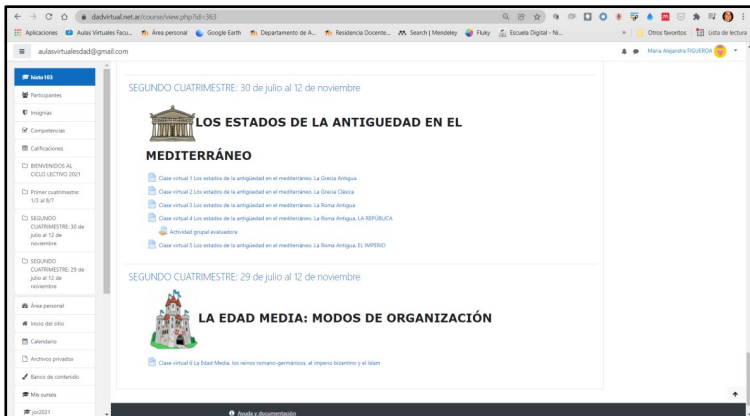 dadvirtual.net.ar/course/view.php?id=363
Aplicaciones
Aulas Virtuales Facu...
Área personal
Google Earth
Departamento de A...
Residencia Docente...
Search | Mendeley
Fluky
Escuela Digital - Ni...
»
Otros favoritos
Lista de lectura
aulasvirtualesdad@gmail.com
Maria Alejandra FIGUEROA
histo103
Participantes
Insignias
Competencias
Calificaciones
BIENVENIDOS AL
CICLO LECTIVO 2021
Primer cuatrimestre:
1/3 al 8/7
SEGUNDO
CUATRIMESTRE: 30 de
julio al 12 de
noviembre
SEGUNDO
CUATRIMESTRE: 29 de
julio al 12 de
noviembre
Área personal
Inicio del sitio
Calendario
Archivos privados
Banco de contenido
Mis cursos
jor2021
SEGUNDO CUATRIMESTRE: 30 de julio al 12 de noviembre
LOS ESTADOS DE LA ANTIGUEDAD EN EL
MEDITERRÁNEO
Clase virtual 1 Los estados de la antigüedad en el mediterráneo. La Grecia Antigua
Clase virtual 2 Los estados de la antigüedad en el mediterráneo. La Grecia Clásica
Clase virtual 3 Los estados de la antigüedad en el mediterráneo. La Roma Antigua
Clase virtual 4 Los estados de la antigüedad en el mediterráneo. La Roma Antigua, LA REPÚBLICA
Actividad grupal evaluadora
Clase virtual 5 Los estados de la antigüedad en el mediterráneo. La Roma Antigua, EL IMPERIO
SEGUNDO CUATRIMESTRE: 29 de julio al 12 de noviembre
LA EDAD MEDIA: MODOS DE ORGANIZACIÓN
Clase virtual 6 La Edad Media, los reinos romano-germánicos, el imperio bizantino y el Islam
Ayuda y documentación